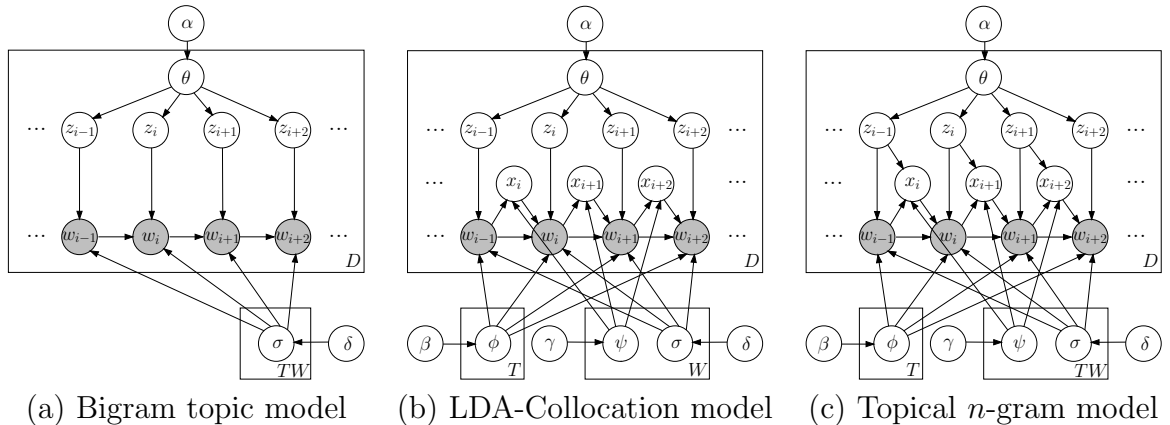 α α α
θ θ θ
... z_{i-1} z_i z_{i+1} z_{i+2} ... ... z_{i-1} z_i z_{i+1} z_{i+2} ... ... z_{i-1} z_i z_{i+1} z_{i+2} ...
... x_i x_{i+1} x_{i+2} ... ... x_i x_{i+1} x_{i+2} ...
... w_{i-1} w_i w_{i+1} w_{i+2} ... ... w_{i-1} w_i w_{i+1} w_{i+2} ... ... w_{i-1} w_i w_{i+1} w_{i+2} ...
D D D
σ δ β ϕ γ ψ σ δ β ϕ γ ψ σ δ
TW T W T TW
(a) Bigram topic model (b) LDA-Collocation model (c) Topical n-gram model